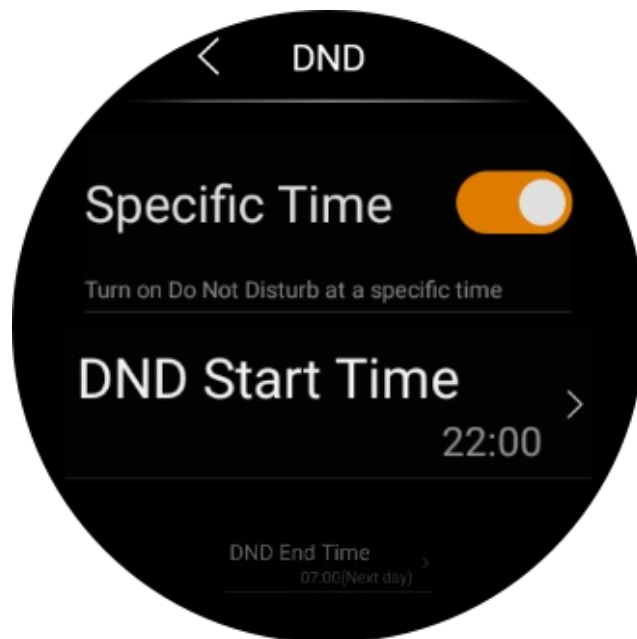 DND
Specific Time
Turn on Do Not Disturb at a specific time
DND Start Time
22:00
DND End Time
07:00(Next day)